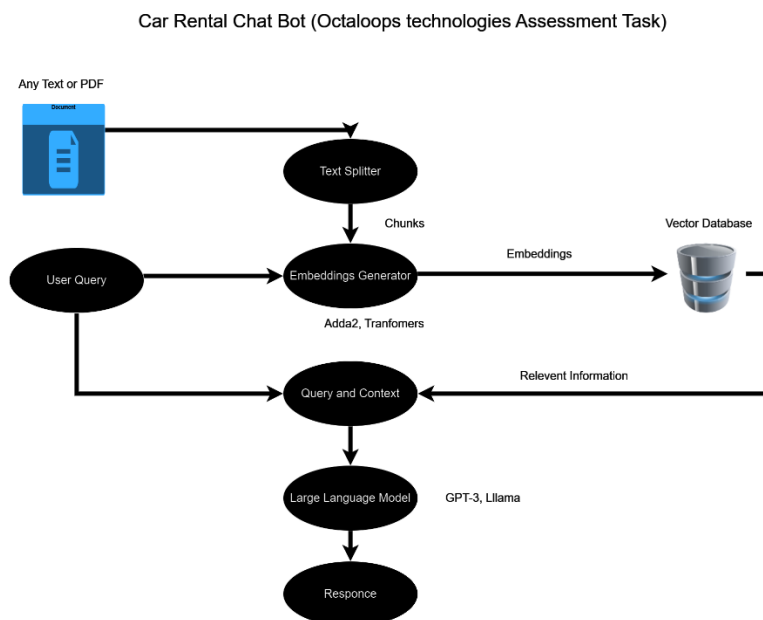 Car Rental Chat Bot (Octaloops technologies Assessment Task)
Any Text or PDF
Document
Text Splitter
Chunks
Vector Database
User Query
Embeddings Generator
Embeddings
Adda2, Tranfomers
Query and Context
Relevent Information
Large Language Model
GPT-3, Lllama
Responce